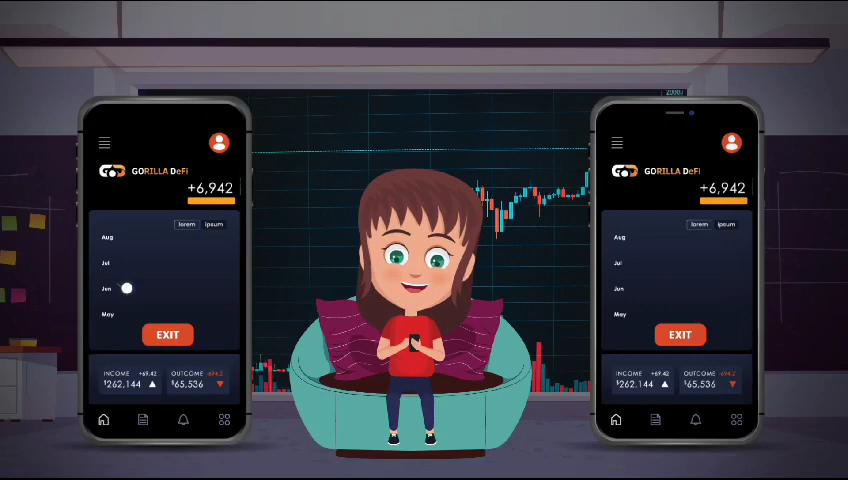 2000J
GORILLA DeFi
+6,942
lorem ipsum
Aug
Jul
Jun
May
EXIT
INCOME +69.42
$262,144
OUTCOME -694.2
$65,536
GORILLA DeFi
+6,942
lorem ipsum
Aug
Jul
Jun
May
EXIT
INCOME +69.42
$262,144
OUTCOME -694.2
$65,536